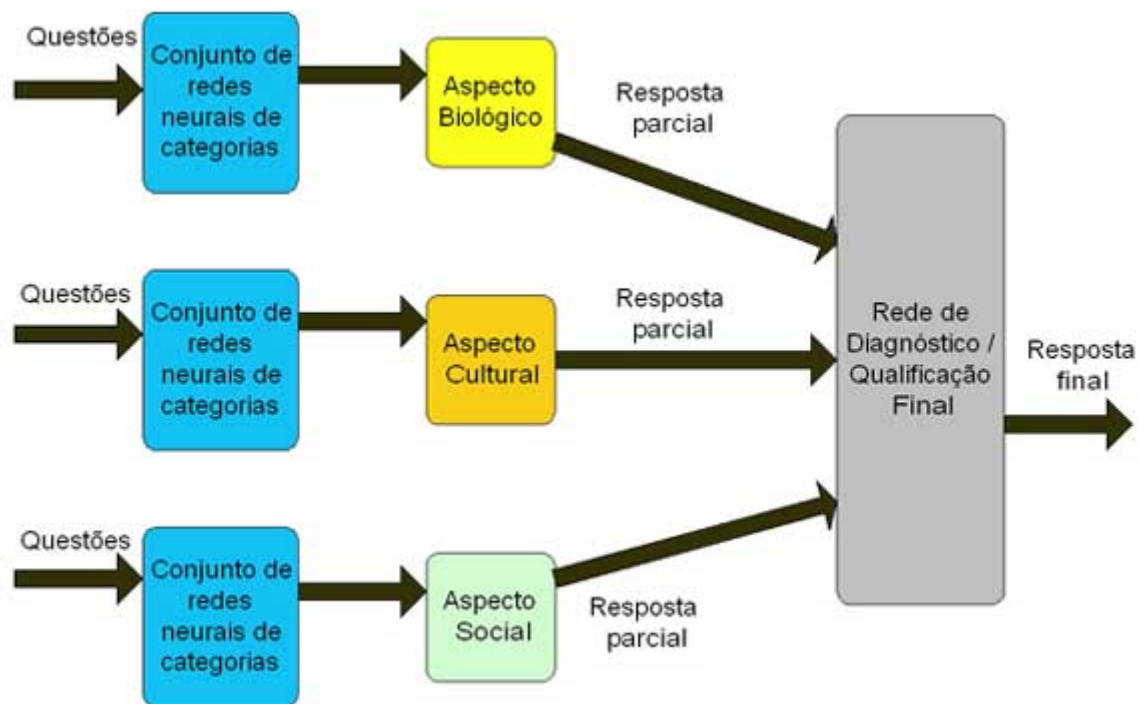 Questões
Conjunto de
redes
neurais de
categorias
Aspecto
Biológico
Resposta
parcial
Questões
Conjunto de
redes
neurais de
categorias
Aspecto
Cultural
Resposta
parcial
Questões
Conjunto de
redes
neurais de
categorias
Aspecto
Social
Resposta
parcial
Rede de
Diagnóstico /
Qualificação
Final
Resposta
final